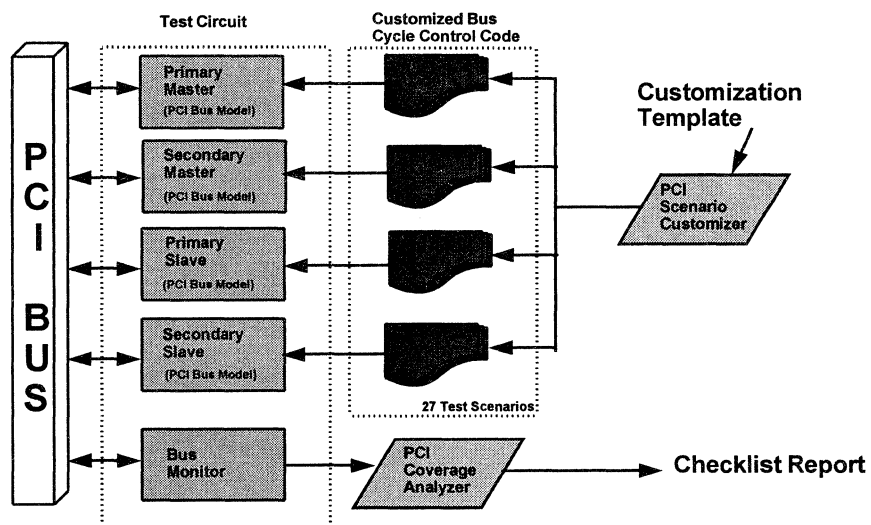 Test Circuit
Customized Bus
Cycle Control Code
PCI BUS
Primary
Master
(PCI Bus Model)
Secondary
Master
(PCI Bus Model)
Primary
Slave
(PCI Bus Model)
Secondary
Slave
(PCI Bus Model)
Bus
Monitor
27 Test Scenarios
Customization
Template
PCI
Scenario
Customizer
PCI
Coverage
Analyzer
Checklist Report